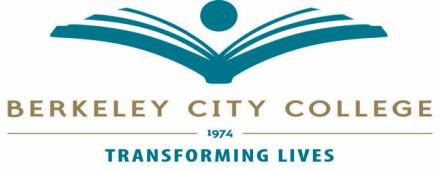 BERKELEY CITY COLLEGE
1974
TRANSFORMING LIVES